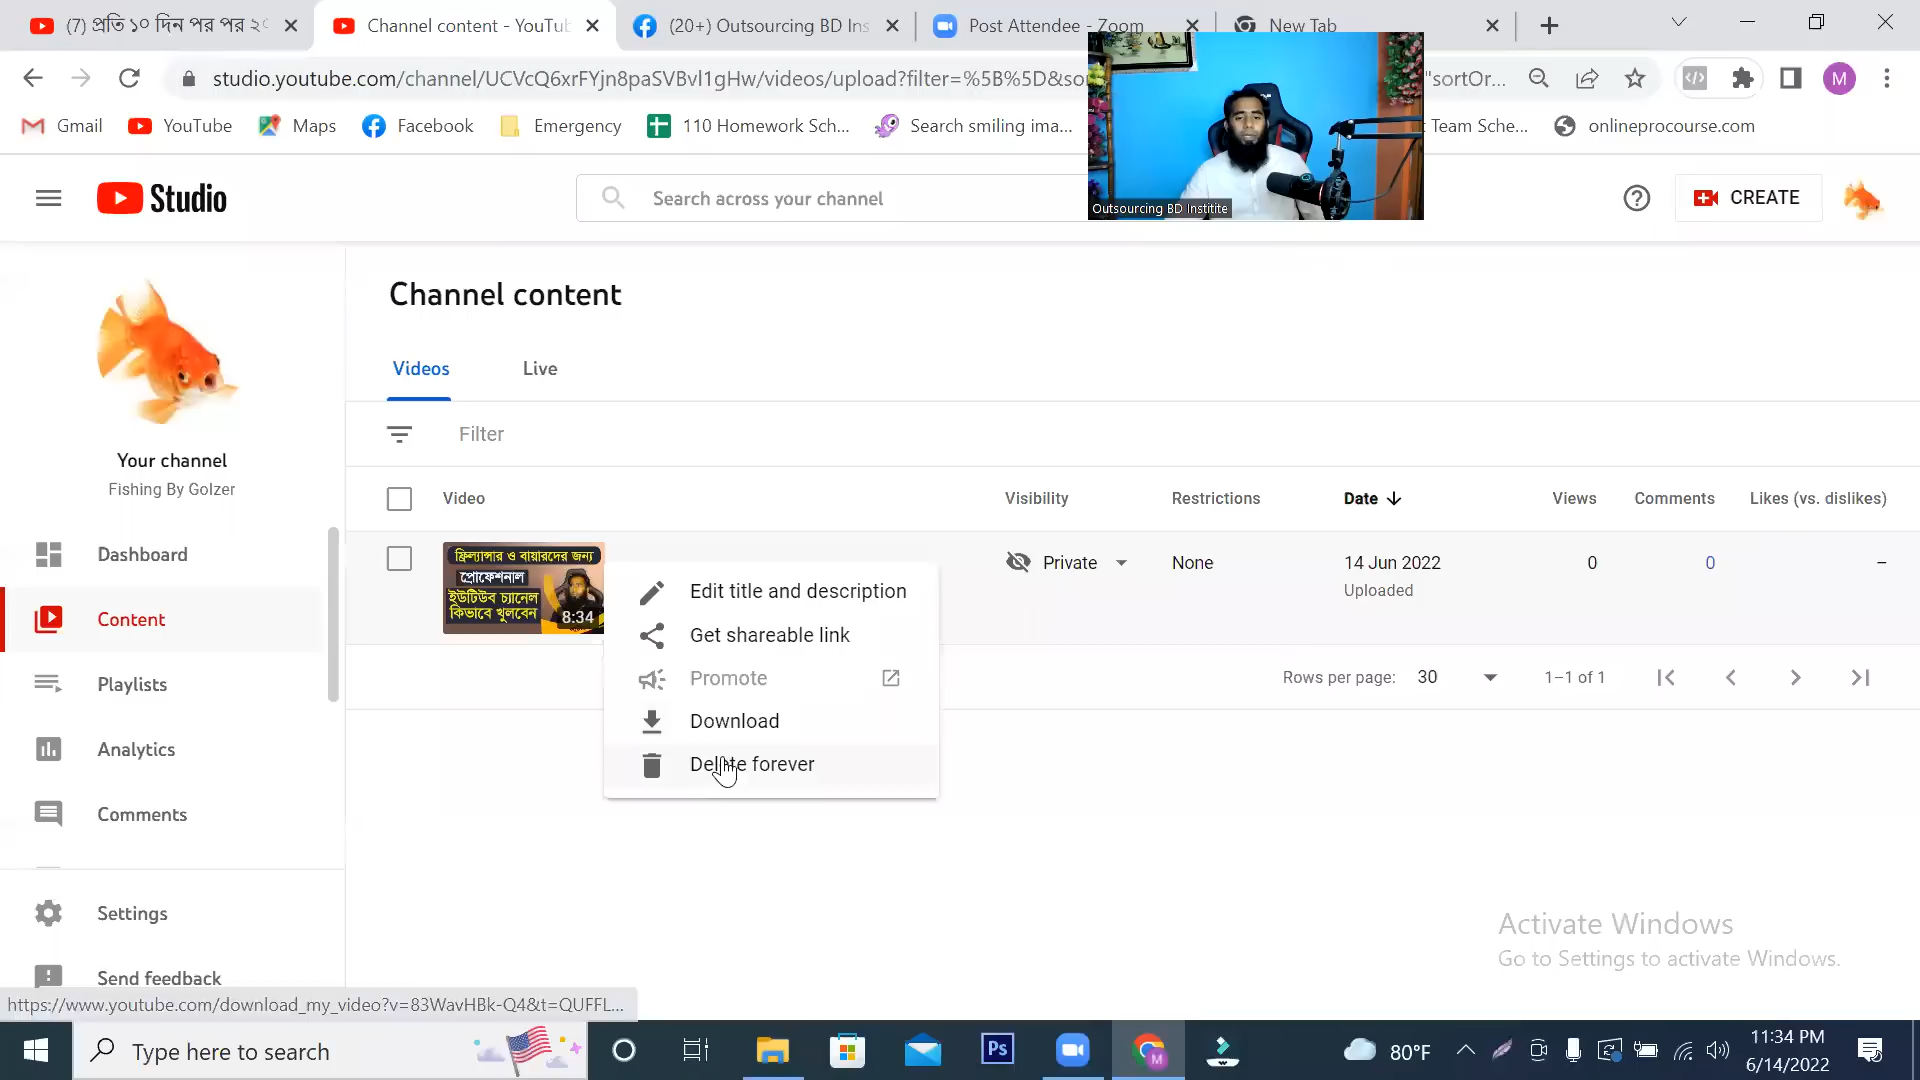 (7) প্রতি ১০ দিন পর পর ২
Channel content - YouTub
(20+) Outsourcing BD Ins
Post Attendee - Zoom
New Tab
studio.youtube.com/channel/UCVcQ6xrFYjn8paSVBvl1gHw/videos/upload?filter=%5B%5D&so
"sortOr...
M
Gmail
YouTube
Maps
Facebook
Emergency
110 Homework Sch...
Search smiling ima...
Team Sche...
onlineprocourse.com
Outsourcing BD Institite
Studio
Search across your channel
CREATE
Channel content
Videos
Live
Your channel
Fishing By Golzer
Filter
Video
Visibility
Restrictions
Date
Views
Comments
Likes (vs. dislikes)
ফ্রিল্যান্সার ও বায়ারদের জন্য
প্রোফেশনাল
ইউটিউব চ্যানেল
কিভাবে খুলবেন
8:34
Private
None
14 Jun 2022
Uploaded
0
0
–
Edit title and description
Get shareable link
Promote
Download
Delete forever
Rows per page:
30
1–1 of 1
Dashboard
Content
Playlists
Analytics
Comments
Settings
Send feedback
Activate Windows
Go to Settings to activate Windows.
https://www.youtube.com/download_my_video?v=83WavHBk-Q4&t=QUFFL...
Type here to search
Ps
M
80°F
11:34 PM
6/14/2022